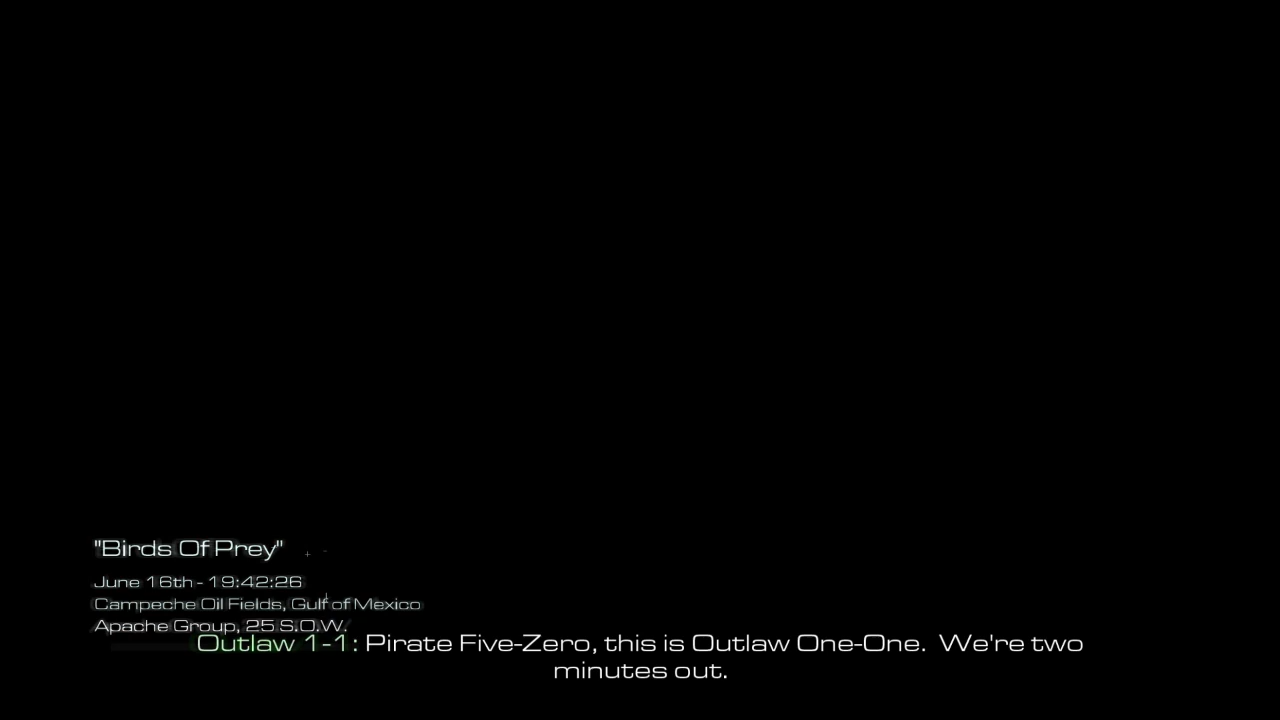 "Birds Of Prey"
June 16th - 19:42:26
Campeche Oil Fields, Gulf of Mexico
Apache Group, 25 S.O.W.
Outlaw 1-1: Pirate Five-Zero, this is Outlaw One-One.  We're two
minutes out.